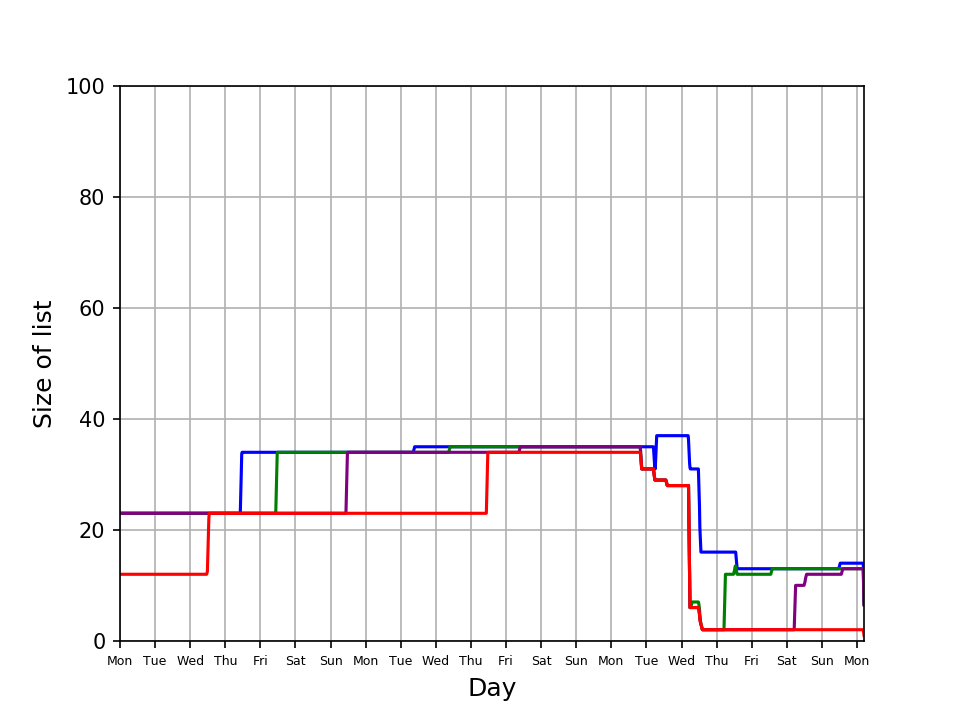 100
80
60
40
20
0
Size of list
Mon Tue Wed Thu Fri Sat Sun Mon Tue Wed Thu Fri Sat Sun Mon Tue Wed Thu Fri Sat Sun Mon
Day